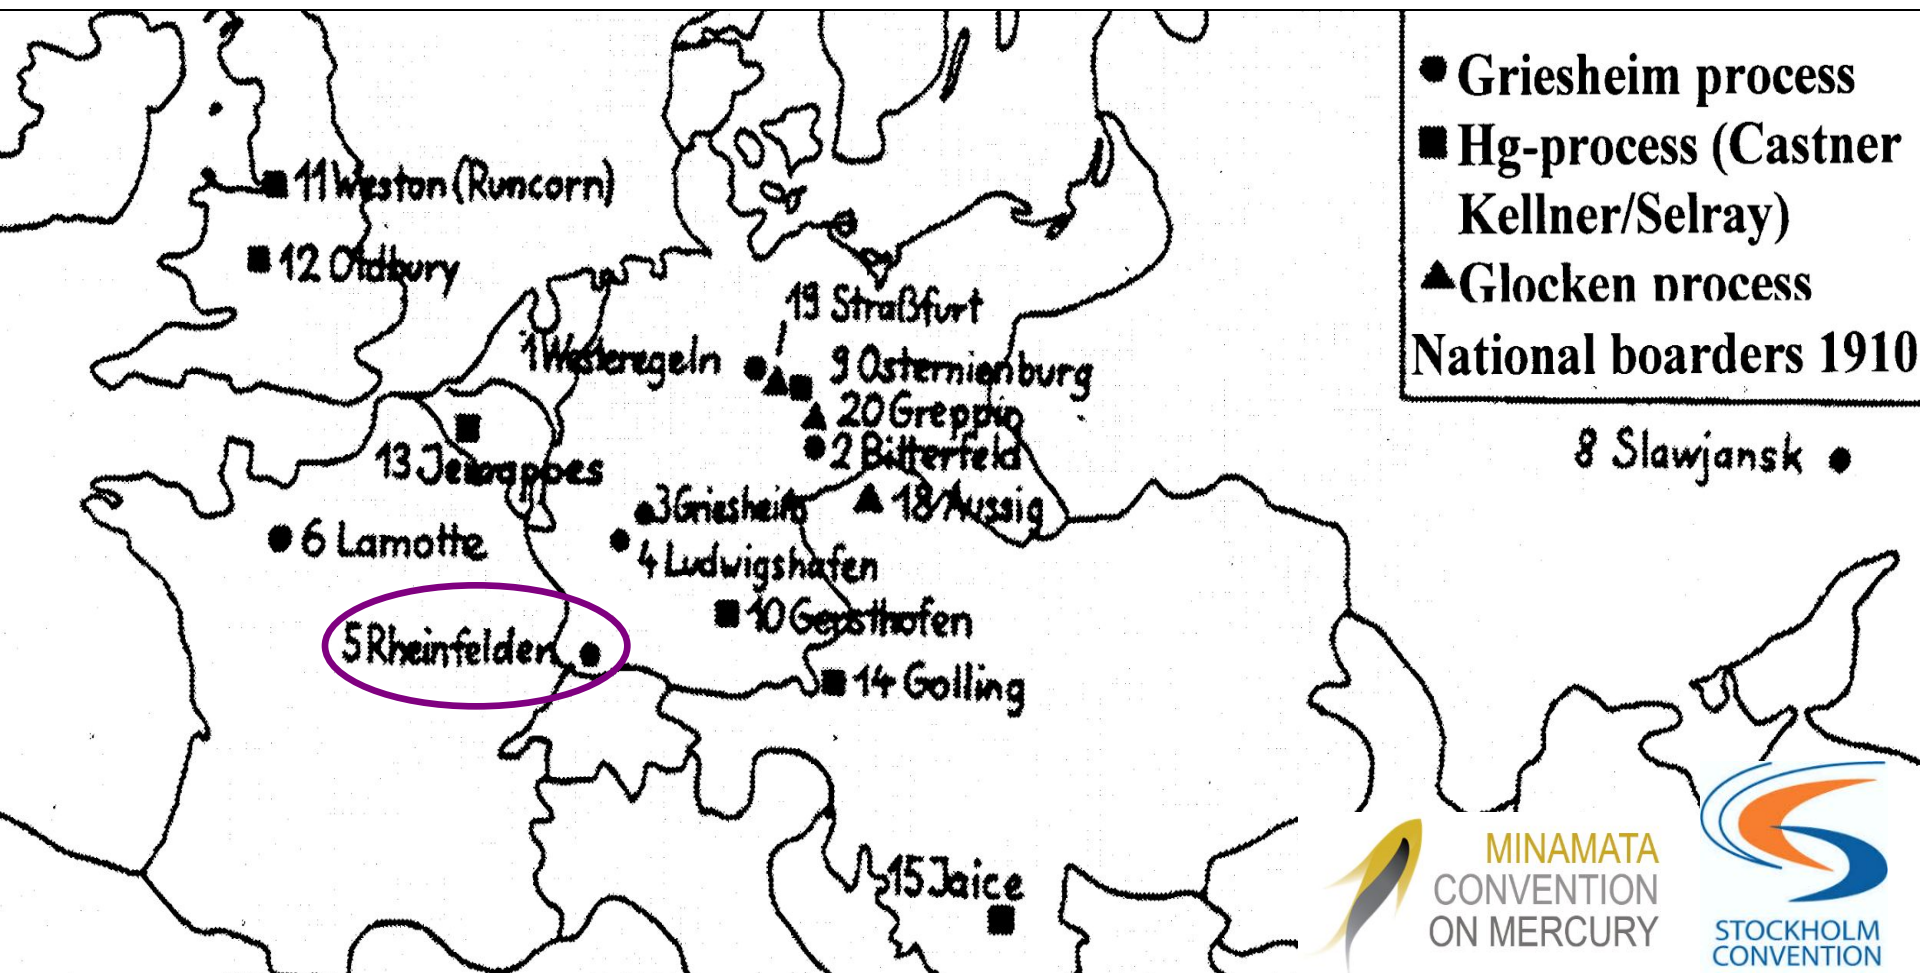 Griesheim process
Hg-process (Castner
Kellner/Selray)
Glocken process
National boarders 1910
11 Weston (Runcorn)
12 Oldbury
19 Straßfurt
1 Westeregeln
9 Osternienburg
20 Greppin
2 Bitterfeld
8 Slawjansk
13 Jemappes
3 Griesheim
18 Aussig
6 Lamotte
4 Ludwigshafen
10 Gersthofen
5 Rheinfelden
14 Golling
15 Jaice
MINAMATA
CONVENTION
ON MERCURY
STOCKHOLM
CONVENTION